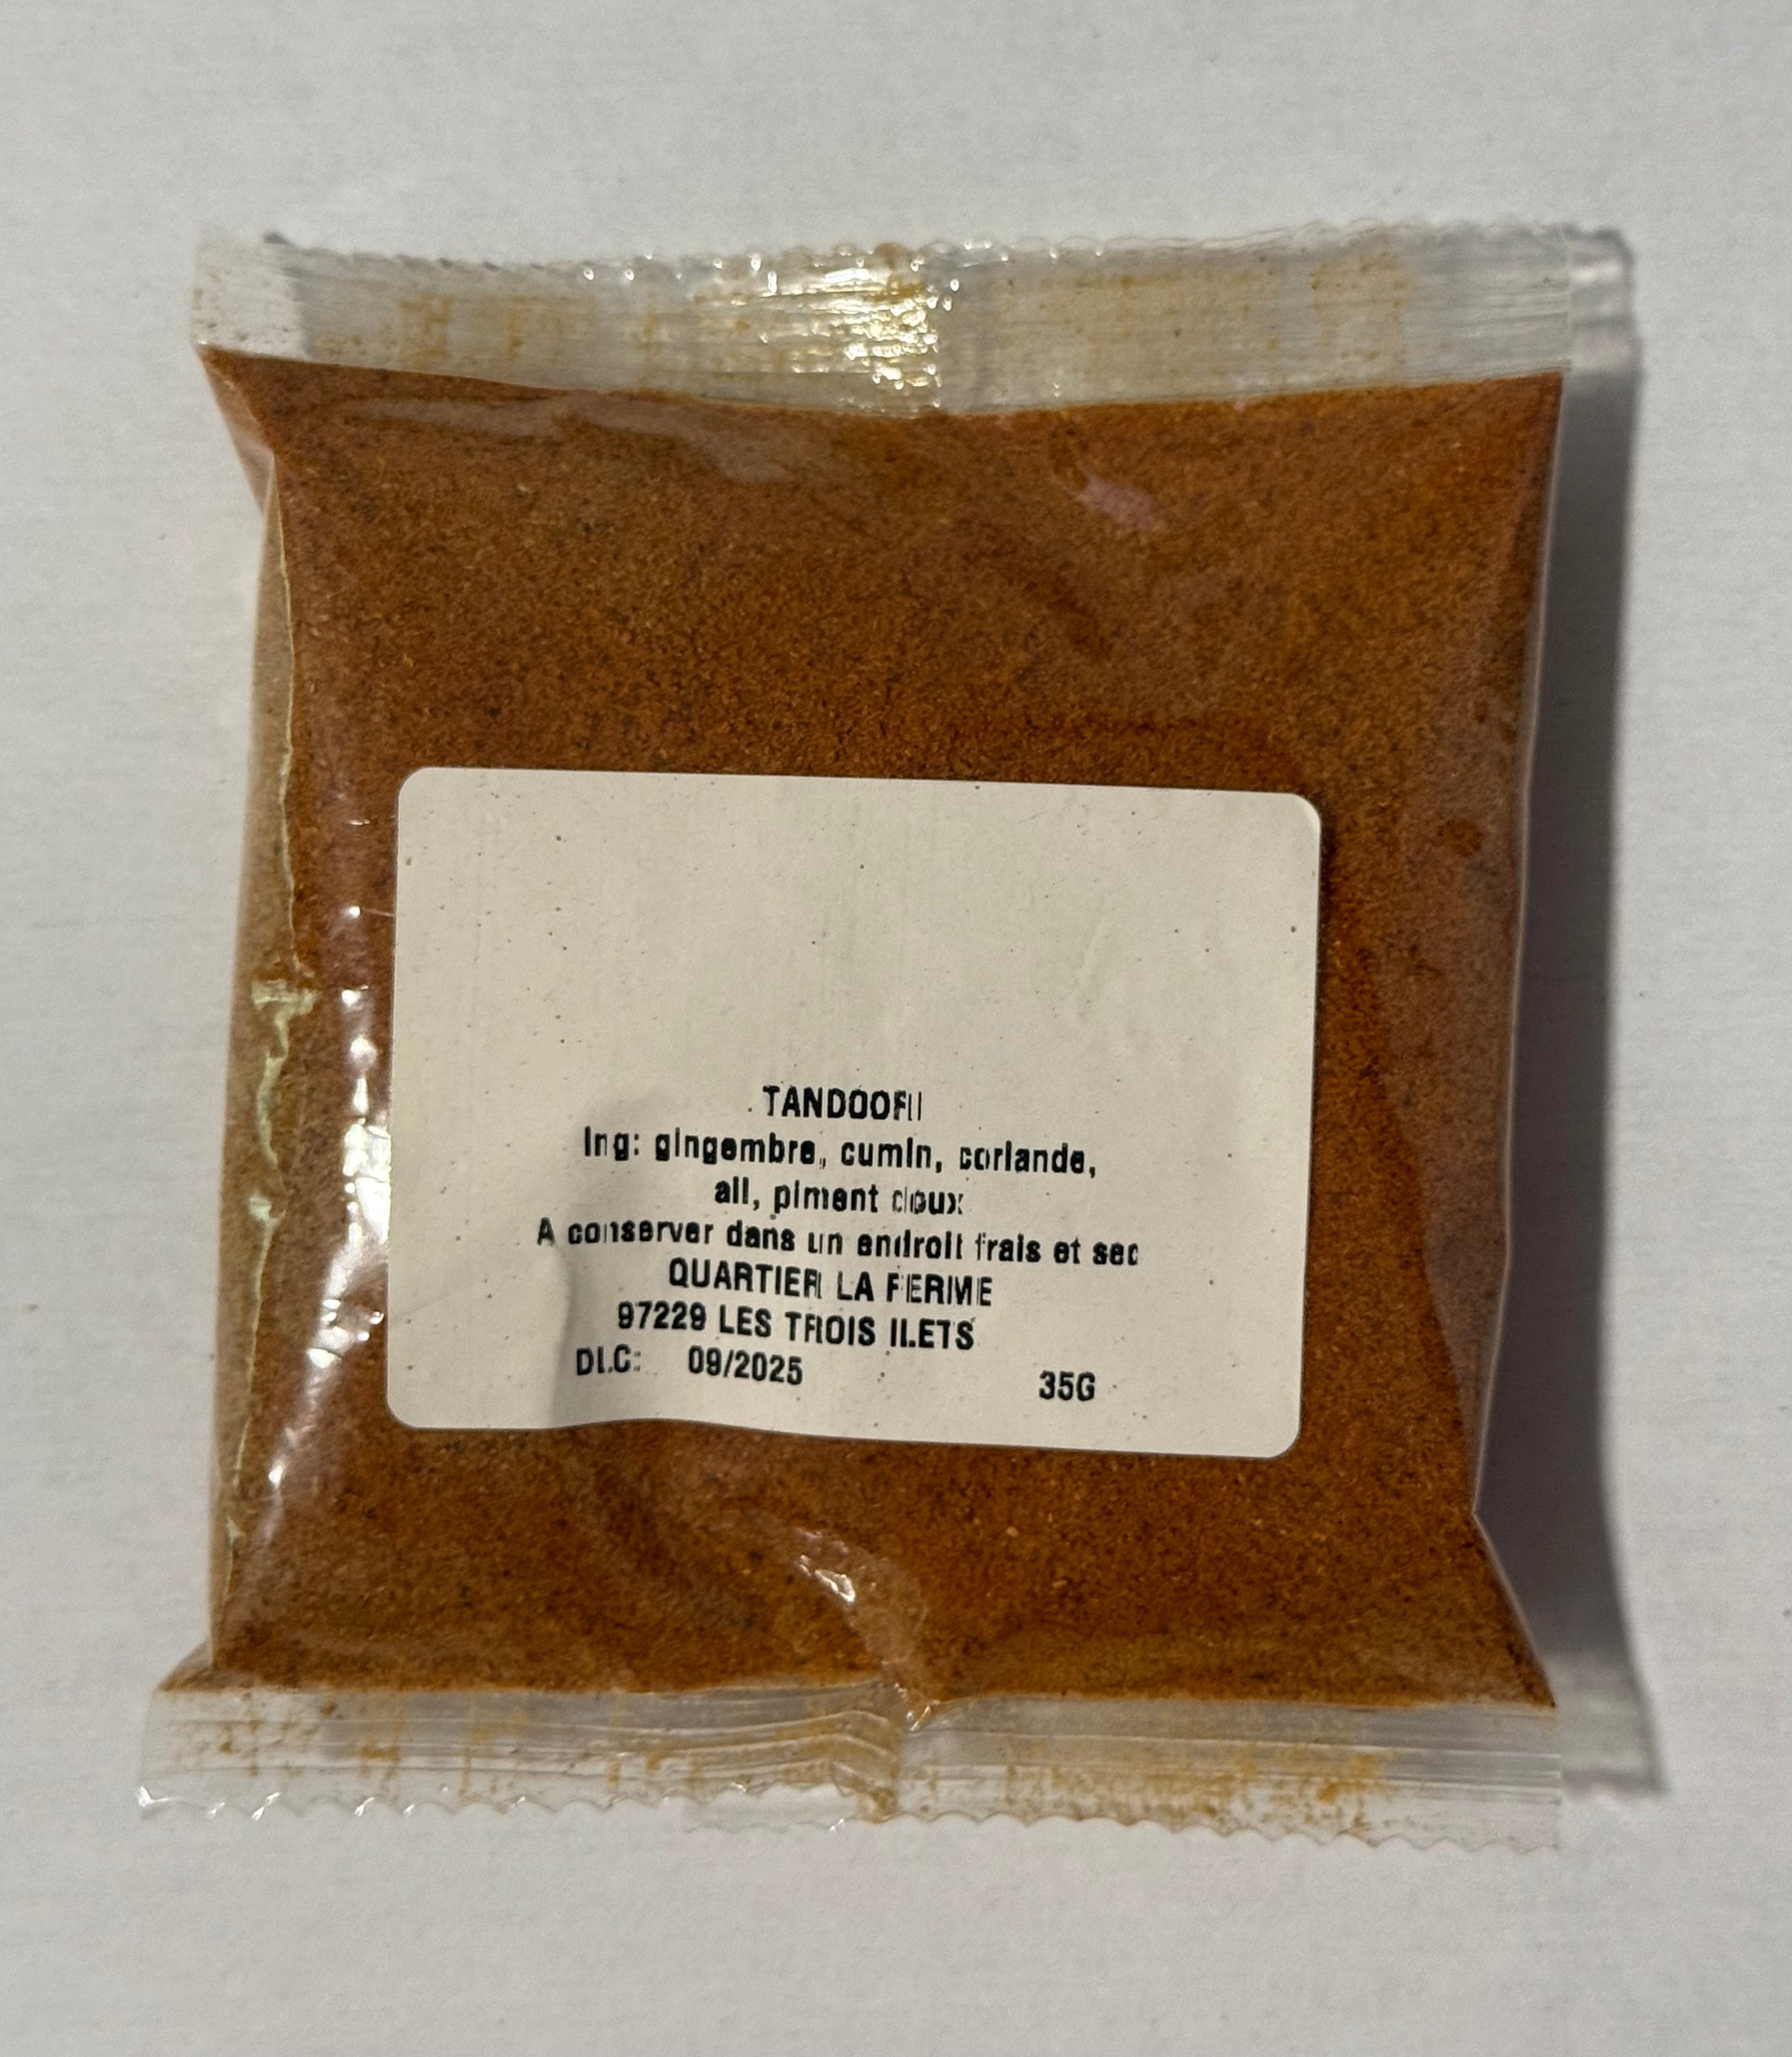 TANDOORI
Ing: gingembre, cumin, coriande,
ail, piment doux
A conserver dans un endroit frais et sec
QUARTIER LA FERME
97229 LES TROIS ILETS
DLC: 09/2025 35G